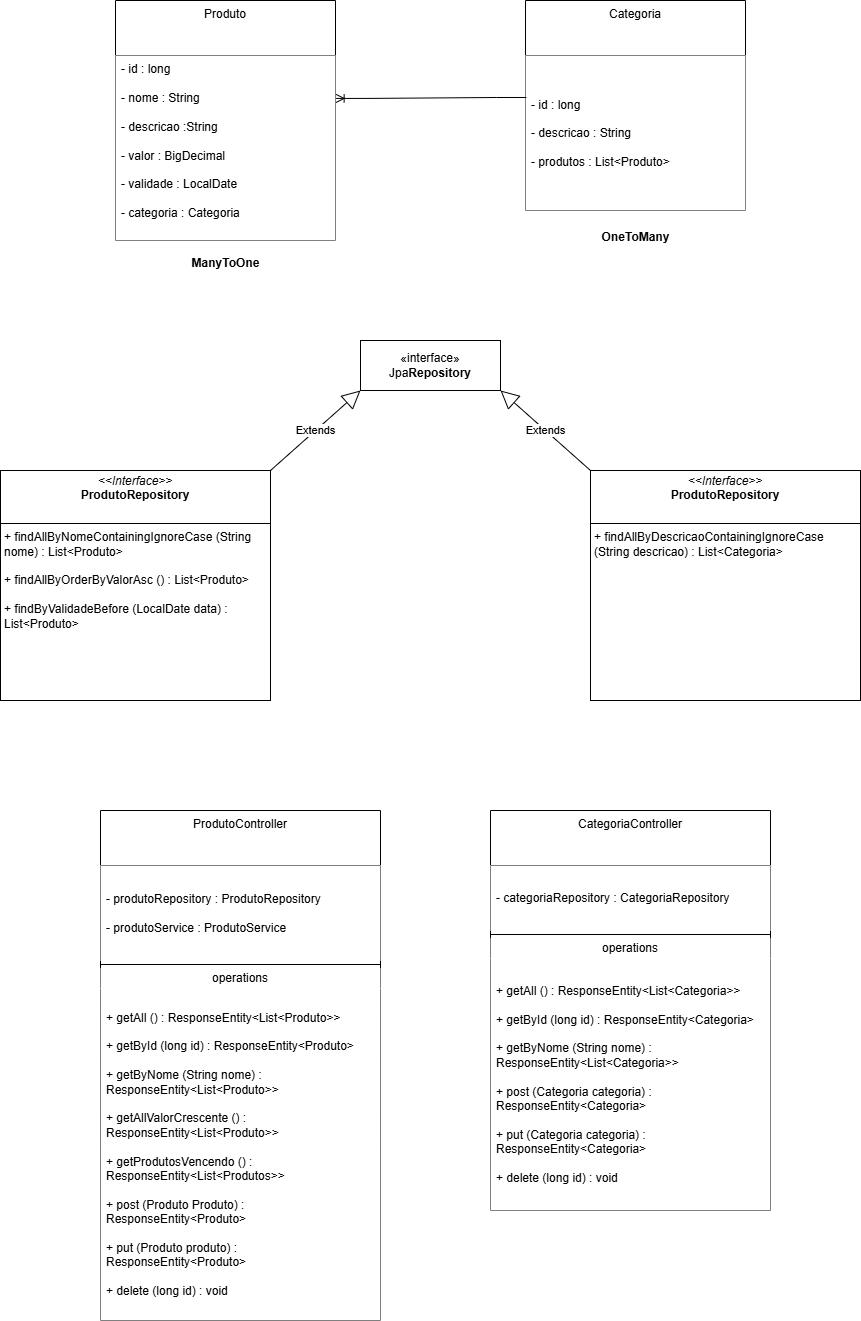 Produto
- id : long
- nome : String
- descricao :String
- valor : BigDecimal
- validade : LocalDate
- categoria : Categoria
ManyToOne
Categoria
- id : long
- descricao : String
- produtos : List<Produto>
OneToMany
«interface»
JpaRepository
Extends
Extends
<<Interface>>
ProdutoRepository
+ findAllByNomeContainingIgnoreCase (String
nome) : List<Produto>
+ findAllByOrderByValorAsc () : List<Produto>
+ findByValidadeBefore (LocalDate data) :
List<Produto>
<<Interface>>
ProdutoRepository
+ findAllByDescricaoContainingIgnoreCase
(String descricao) : List<Categoria>
ProdutoController
- produtoRepository : ProdutoRepository
- produtoService : ProdutoService
operations
+ getAll () : ResponseEntity<List<Produto>>
+ getById (long id) : ResponseEntity<Produto>
+ getByNome (String nome) :
ResponseEntity<List<Produto>>
+ getAllValorCrescente () :
ResponseEntity<List<Produto>>
+ getProdutosVencendo () :
ResponseEntity<List<Produtos>>
+ post (Produto Produto) :
ResponseEntity<Produto>
+ put (Produto produto) :
ResponseEntity<Produto>
+ delete (long id) : void
CategoriaController
- categoriaRepository : CategoriaRepository
operations
+ getAll () : ResponseEntity<List<Categoria>>
+ getById (long id) : ResponseEntity<Categoria>
+ getByNome (String nome) :
ResponseEntity<List<Categoria>>
+ post (Categoria categoria) :
ResponseEntity<Categoria>
+ put (Categoria categoria) :
ResponseEntity<Categoria>
+ delete (long id) : void